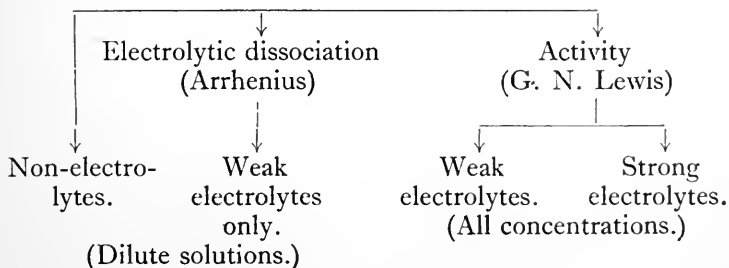 Electrolytic dissociation Activity
(Arrhenius) (G. N. Lewis)
Non-electro- Weak Weak Strong
lytes. electrolytes electrolytes. electrolytes.
only. (All concentrations.)
(Dilute solutions.)